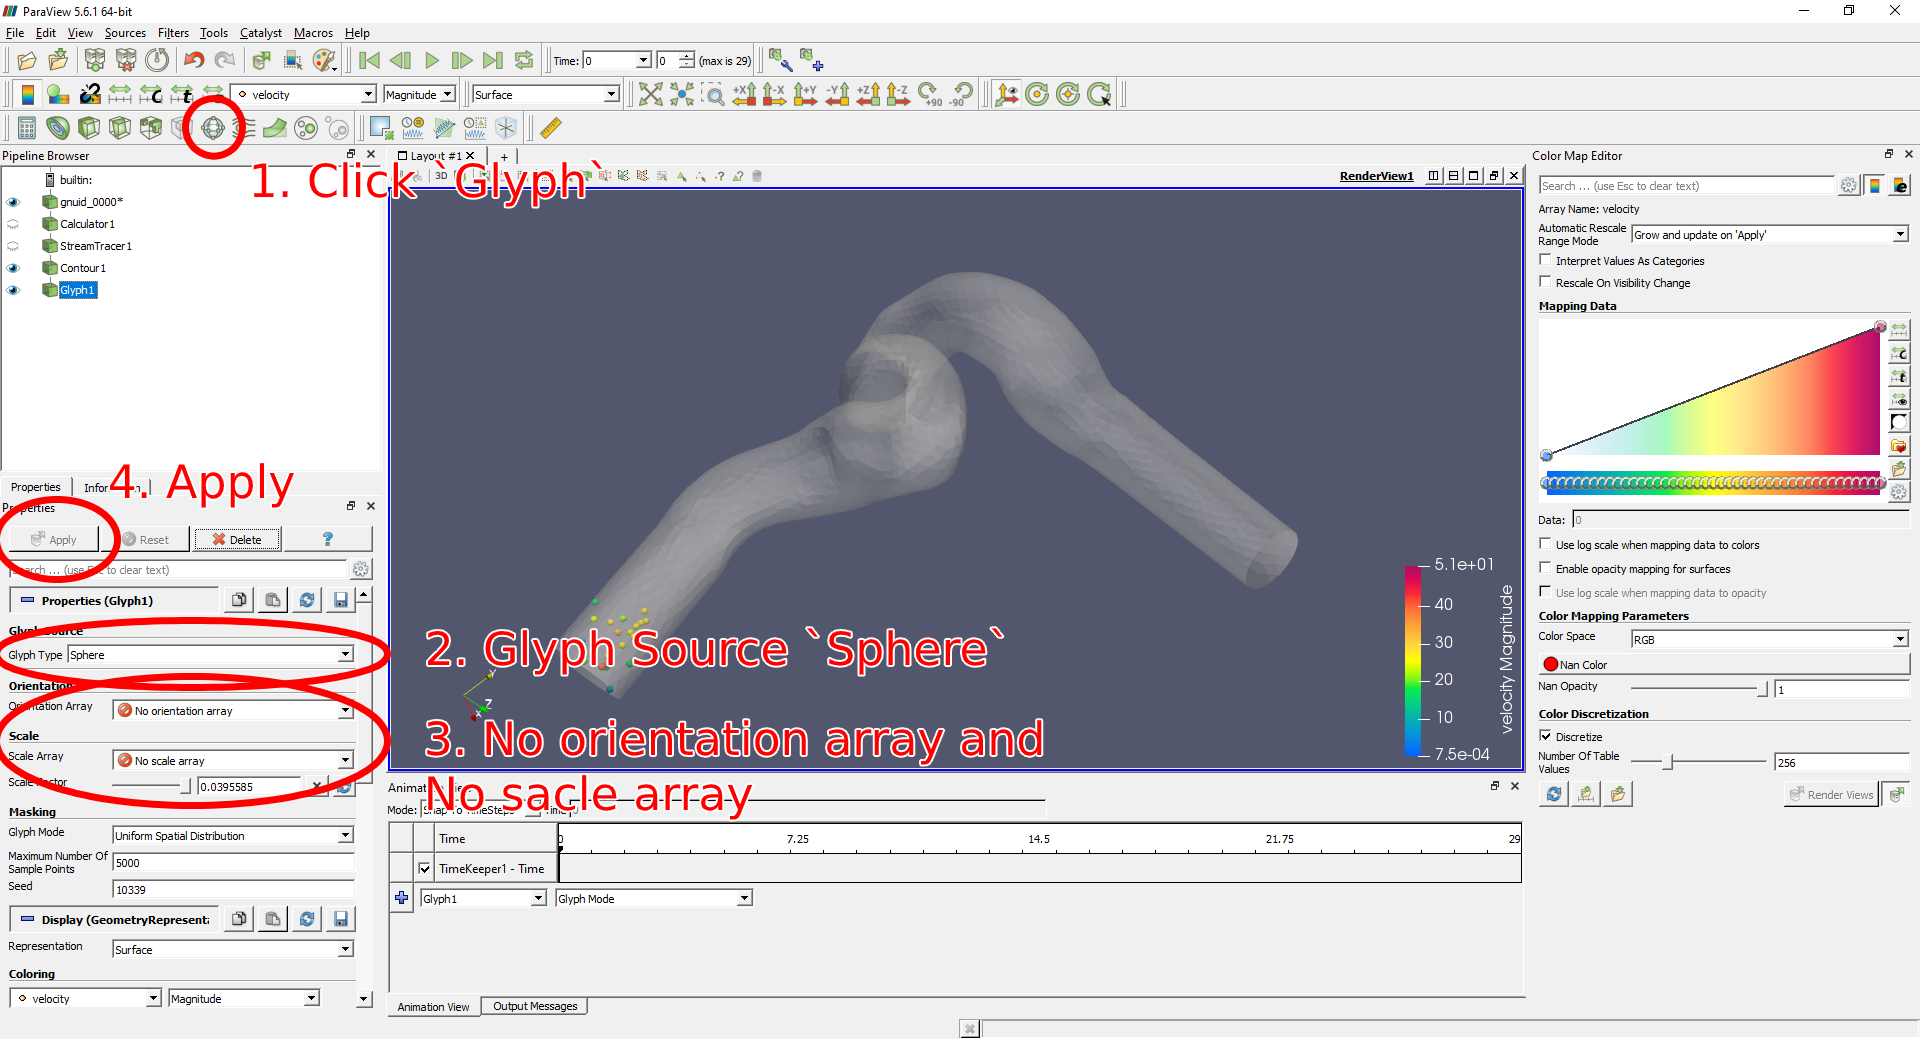 ParaView 5.6.1 64-bit
File Edit View Sources Filters Tools Catalyst Macros Help
Time: 0 0 (max is 29)
velocity Magnitude Surface
+X -X +Y -Y +Z -Z +90 -90
Pipeline Browser
Layout #1 +
Color Map Editor
builtin:
1. Click `Glyph`
3D
RenderView1
gnuid_0000*
Calculator1
StreamTracer1
Contour1
Glyph1
Search ... (use Esc to clear text)
Array Name: velocity
Automatic Rescale
Range Mode
Grow and update on 'Apply'
Interpret Values As Categories
Rescale On Visibility Change
Mapping Data
4. Apply
Properties
Properties
Apply Reset Delete ?
Search ... (use Esc to clear text)
Properties (Glyph1)
Glyph Source
Glyph Type Sphere
2. Glyph Source `Sphere`
Orientation
Orientation Array No orientation array
Scale
Scale Array No scale array
Scale Factor 0.0395585
3. No orientation array and
No sacle array
Y
Z
X
velocity Magnitude
5.1e+01
40
30
20
10
7.5e-04
Data: 0
Use log scale when mapping data to colors
Enable opacity mapping for surfaces
Use log scale when mapping data to opacity
Color Mapping Parameters
Color Space RGB
Nan Color
Nan Opacity 1
Color Discretization
Discretize
Number Of Table
Values
256
Render Views
Masking
Glyph Mode Uniform Spatial Distribution
Maximum Number Of
Sample Points
5000
Seed 10339
Display (GeometryRepresenta
Representation Surface
Coloring
velocity Magnitude
Mode: Snap To TimeSteps Time:
Time 0 7.25 14.5 21.75 29
TimeKeeper1 - Time
Glyph1 Glyph Mode
Animation View Output Messages